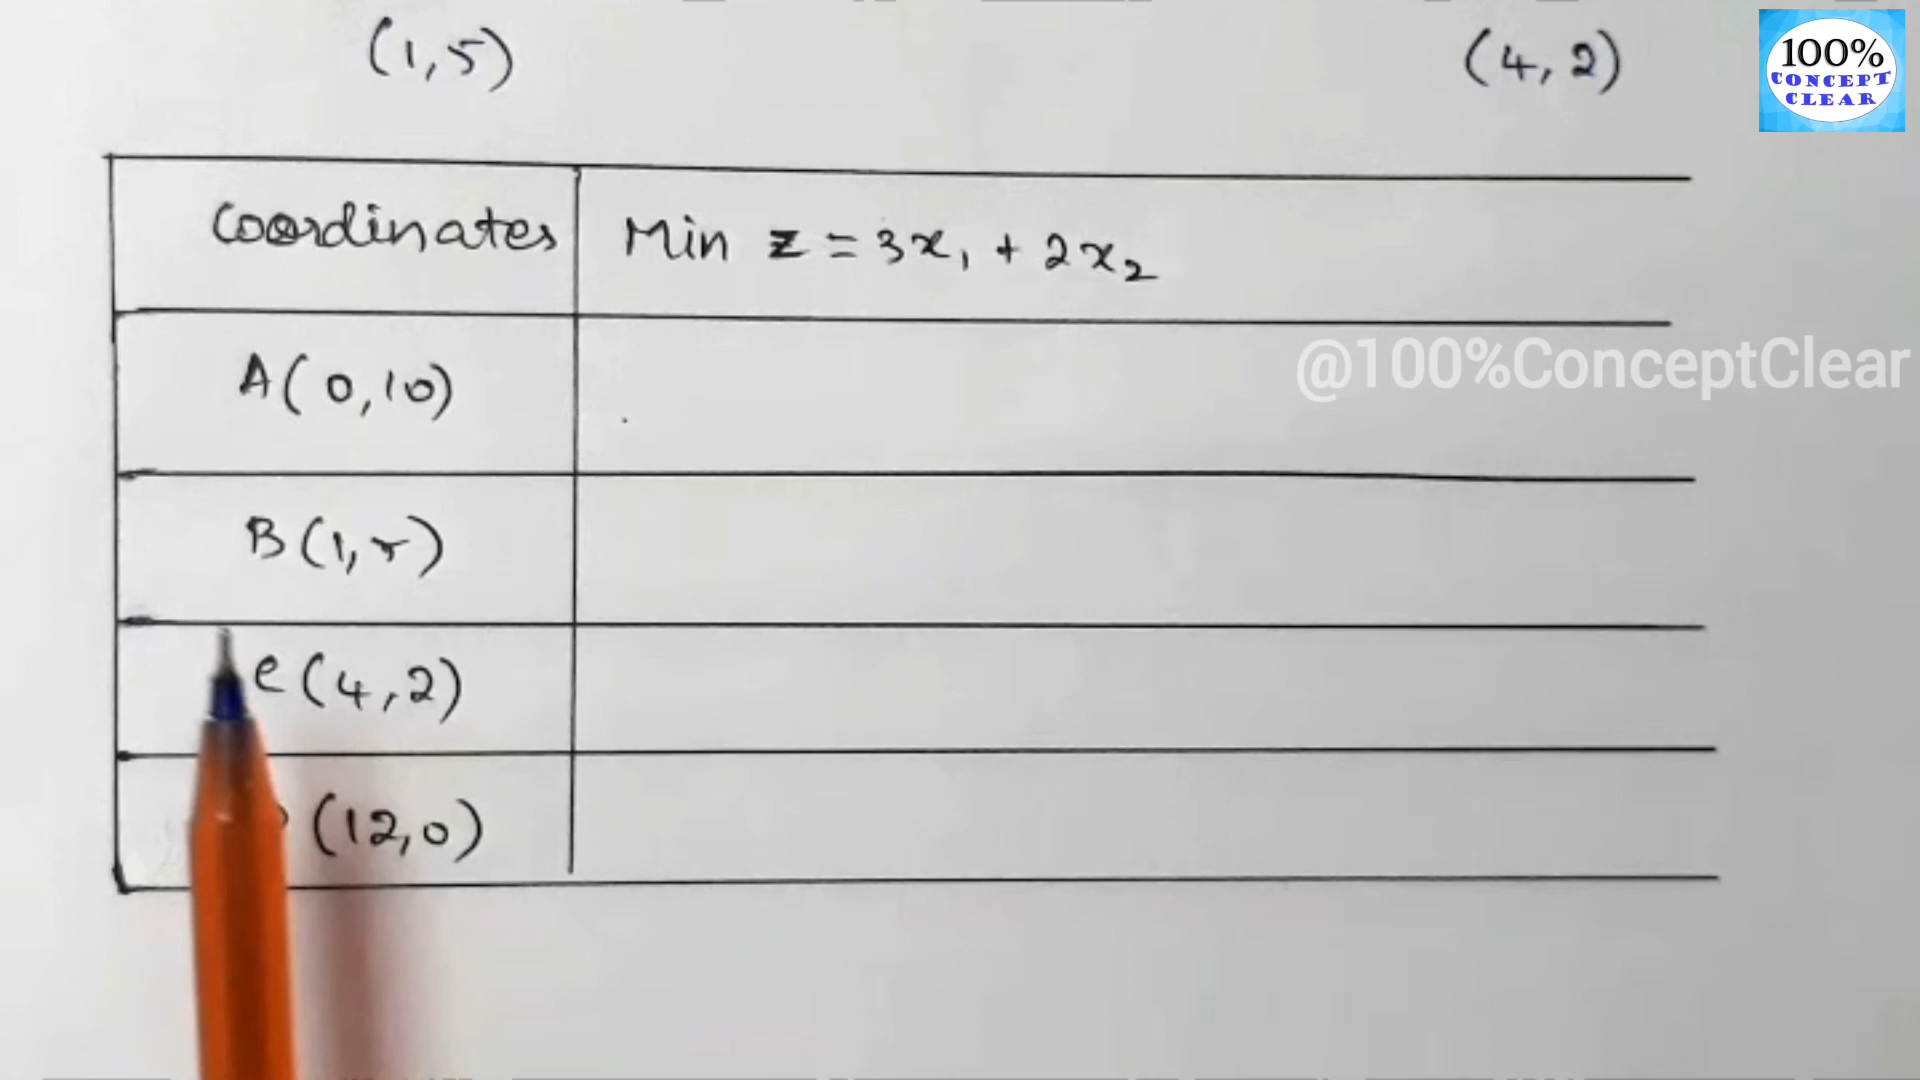 (1,5)
(4,2)
100%
CONCEPT
CLEAR
Coordinates
Min z = 3x₁ + 2x₂
@100%ConceptClear
A(0,10)
B(1,5)
C(4,2)
(12,0)